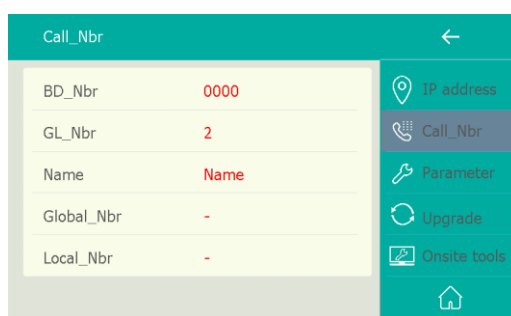 Call_Nbr
BD_Nbr 0000
GL_Nbr 2
Name Name
Global_Nbr -
Local_Nbr -
IP address
Call_Nbr
Parameter
Upgrade
Onsite tools